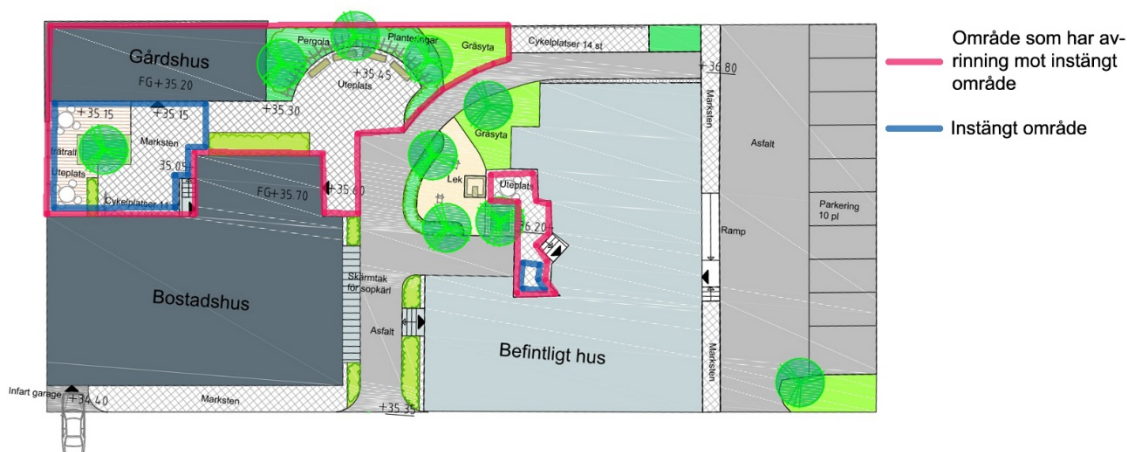 Gårdshus
FG+35.20
Pergola
Planteringar
Gräsyta
+35.45
Uteplats
+35.30
+35.15
+35.15
Marksten
trätrall
Uteplats
35.05
Cykelplatser 11
FG+35.70
+35.60
Cykelplatser 14 st
+36.80
Gräsyta
Lek
Uteplats
+36.20
Marksten
Asfalt
Parkering
10 pl
Ramp
Bostadshus
Skärmtak
för sopkärl
Asfalt
Befintligt hus
Marksten
Infart garage
+34.40
Marksten
+35.35
Område som har av-
rinning mot instängt
område
Instängt område